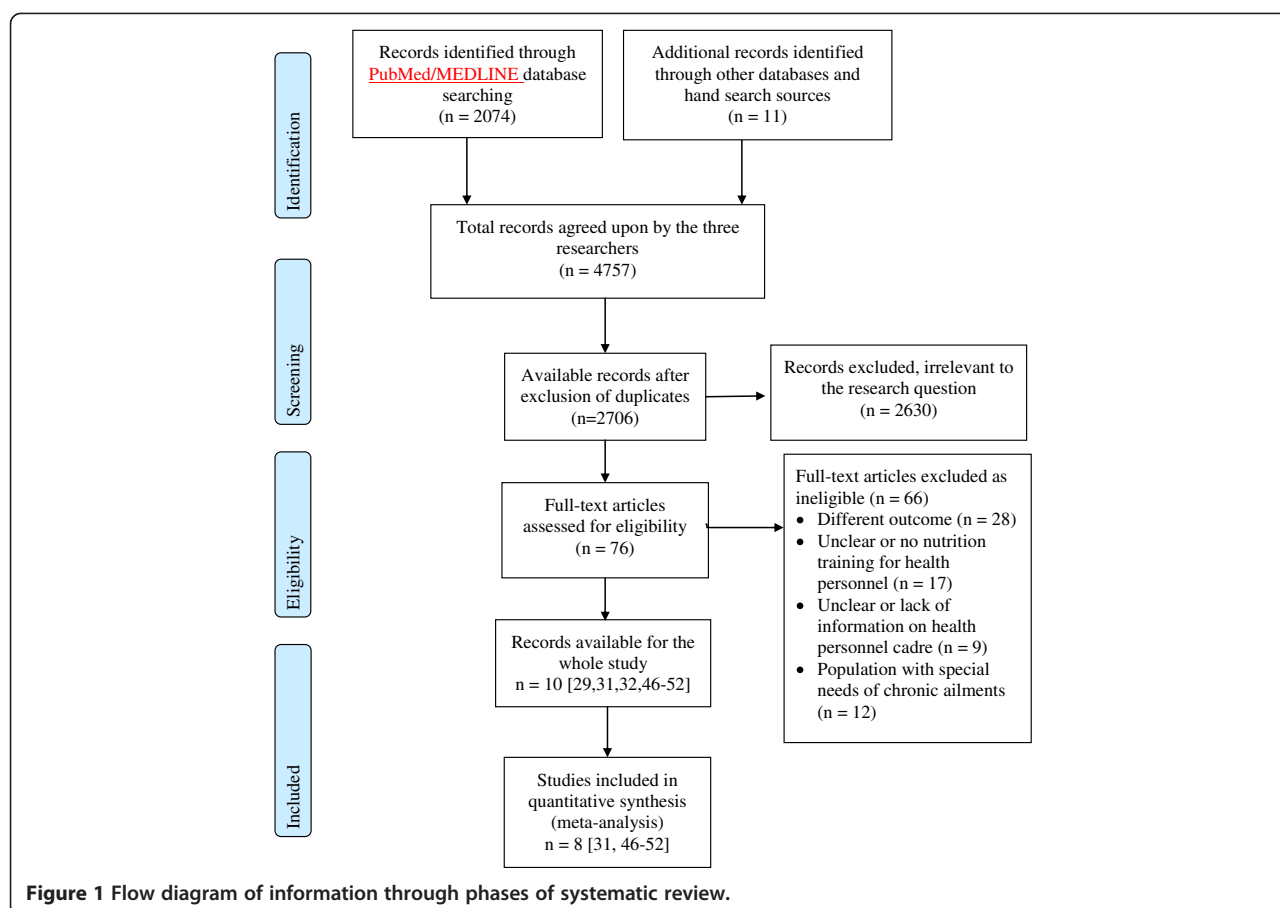 Records identified through
PubMed/MEDLINE database
searching
(n = 2074)
Additional records identified
through other databases and
hand search sources
(n = 11)
Identification
Total records agreed upon by the three
researchers
(n = 4757)
Screening
Available records after
exclusion of duplicates
(n=2706)
Records excluded, irrelevant to
the research question
(n = 2630)
Eligibility
Full-text articles
assessed for eligibility
(n = 76)
Full-text articles excluded as
ineligible (n = 66)
• Different outcome (n = 28)
• Unclear or no nutrition
training for health
personnel (n = 17)
• Unclear or lack of
information on health
personnel cadre (n = 9)
• Population with special
needs of chronic ailments
(n = 12)
Records available for the
whole study
n = 10 [29,31,32,46-52]
Included
Studies included in
quantitative synthesis
(meta-analysis)
n = 8 [31, 46-52]
Figure 1 Flow diagram of information through phases of systematic review.